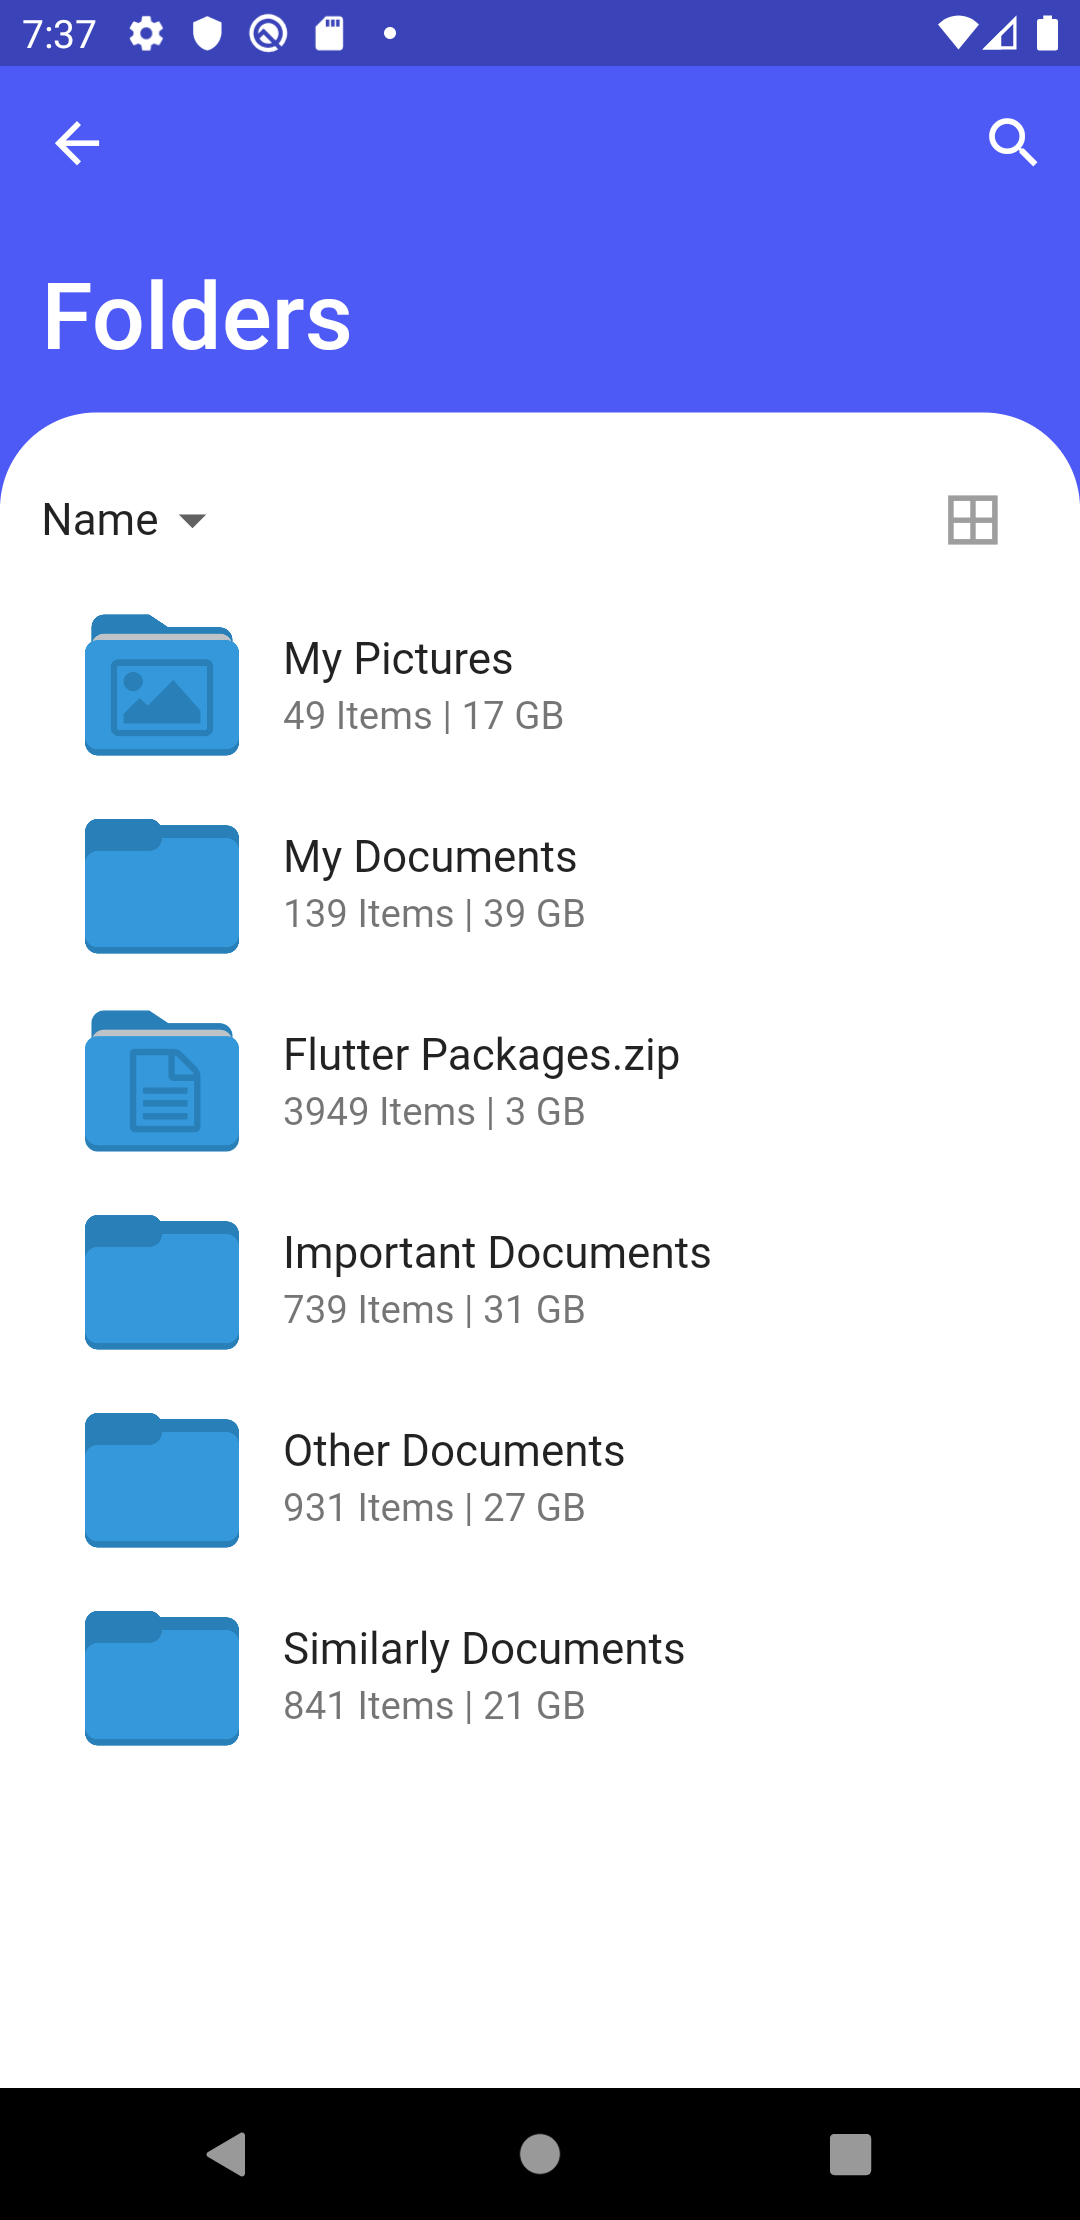 7:37
Folders
Name
My Pictures
49 Items | 17 GB
My Documents
139 Items | 39 GB
Flutter Packages.zip
3949 Items | 3 GB
Important Documents
739 Items | 31 GB
Other Documents
931 Items | 27 GB
Similarly Documents
841 Items | 21 GB